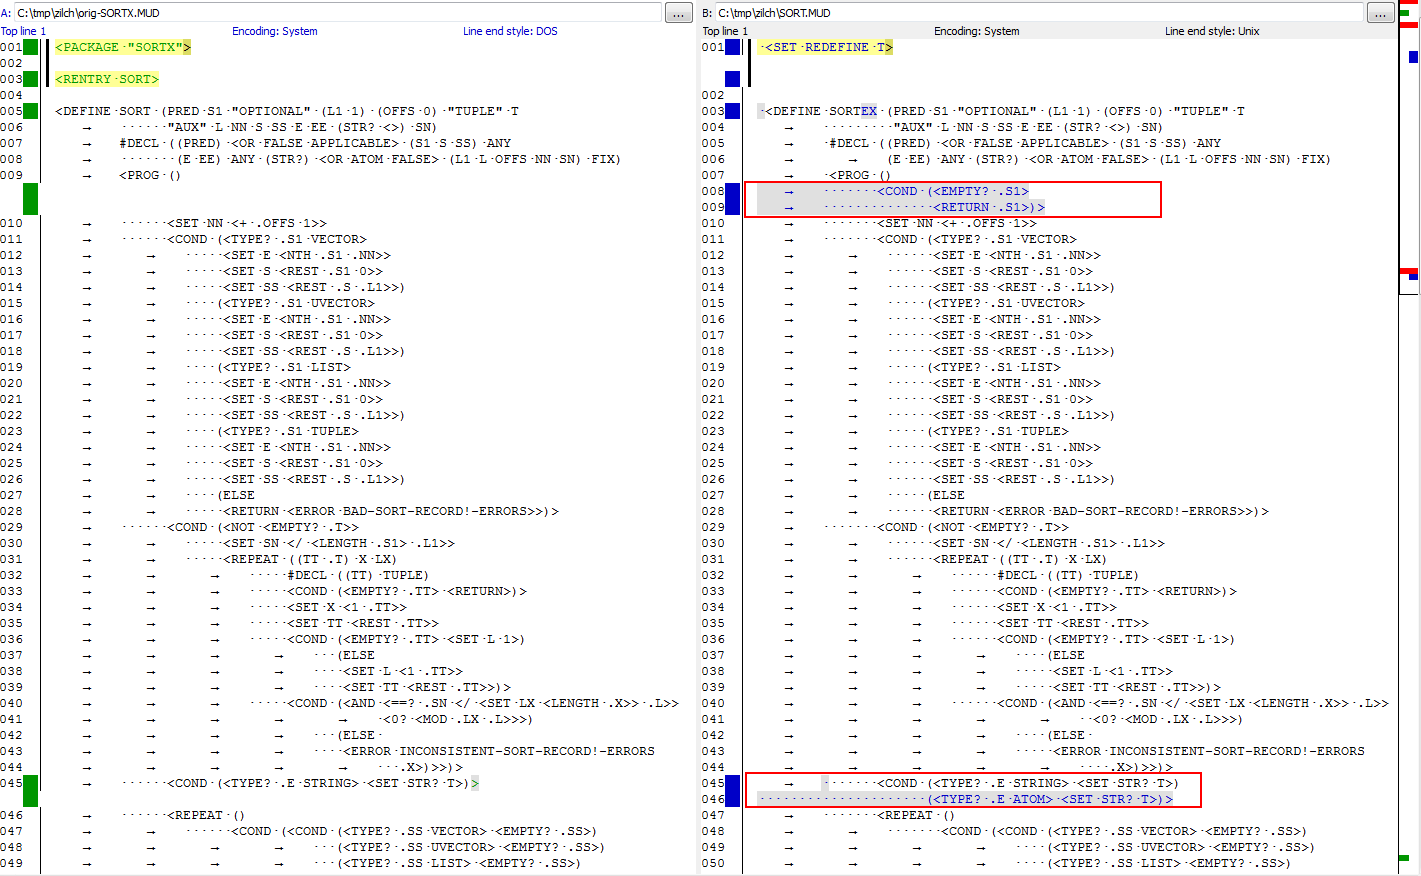 A: C:\tmp\zilch\orig-SORTX.MUD ...
Top line 1 Encoding: System Line end style: DOS
001 <PACKAGE "SORTX">
002
003 <RENTRY SORT>
004
005 <DEFINE SORT (PRED S1 "OPTIONAL" (L1 1) (OFFS 0) "TUPLE" T
006 "AUX" L NN S SS E EE (STR? <>) SN)
007 #DECL ((PRED) <OR FALSE APPLICABLE> (S1 S SS) ANY
008 (E EE) ANY (STR?) <OR ATOM FALSE> (L1 L OFFS NN SN) FIX)
009 <PROG ()
010 <SET NN <+ .OFFS 1>>
011 <COND (<TYPE? .S1 VECTOR>
012 <SET E <NTH .S1 .NN>>
013 <SET S <REST .S1 0>>
014 <SET SS <REST .S .L1>>)
015 (<TYPE? .S1 UVECTOR>
016 <SET E <NTH .S1 .NN>>
017 <SET S <REST .S1 0>>
018 <SET SS <REST .S .L1>>)
019 (<TYPE? .S1 LIST>
020 <SET E <NTH .S1 .NN>>
021 <SET S <REST .S1 0>>
022 <SET SS <REST .S .L1>>)
023 (<TYPE? .S1 TUPLE>
024 <SET E <NTH .S1 .NN>>
025 <SET S <REST .S1 0>>
026 <SET SS <REST .S .L1>>)
027 (ELSE
028 <RETURN <ERROR BAD-SORT-RECORD!-ERRORS>>)>
029 <COND (<NOT <EMPTY? .T>>
030 <SET SN </ <LENGTH .S1> .L1>>
031 <REPEAT ((TT .T) X LX)
032 #DECL ((TT) TUPLE)
033 <COND (<EMPTY? .TT> <RETURN>)>
034 <SET X <1 .TT>>
035 <SET TT <REST .TT>>
036 <COND (<EMPTY? .TT> <SET L 1>)
037 (ELSE
038 <SET L <1 .TT>>
039 <SET TT <REST .TT>>)>
040 <COND (<AND <==? .SN </ <SET LX <LENGTH .X>> .L>>
041 <0? <MOD .LX .L>>>)
042 (ELSE
043 <ERROR INCONSISTENT-SORT-RECORD!-ERRORS
044 .X>)>>)>
045 <COND (<TYPE? .E STRING> <SET STR? T>)>
046 <REPEAT ()
047 <COND (<COND (<TYPE? .SS VECTOR> <EMPTY? .SS>)
048 (<TYPE? .SS UVECTOR> <EMPTY? .SS>)
049 (<TYPE? .SS LIST> <EMPTY? .SS>)
B: C:\tmp\zilch\SORT.MUD ...
Top line 1 Encoding: System Line end style: Unix
001 <SET REDEFINE T>
002
003 <DEFINE SORTEX (PRED S1 "OPTIONAL" (L1 1) (OFFS 0) "TUPLE" T
004 "AUX" L NN S SS E EE (STR? <>) SN)
005 #DECL ((PRED) <OR FALSE APPLICABLE> (S1 S SS) ANY
006 (E EE) ANY (STR?) <OR ATOM FALSE> (L1 L OFFS NN SN) FIX)
007 <PROG ()
008 <COND (<EMPTY? .S1>
009 <RETURN .S1>)>
010 <SET NN <+ .OFFS 1>>
011 <COND (<TYPE? .S1 VECTOR>
012 <SET E <NTH .S1 .NN>>
013 <SET S <REST .S1 0>>
014 <SET SS <REST .S .L1>>)
015 (<TYPE? .S1 UVECTOR>
016 <SET E <NTH .S1 .NN>>
017 <SET S <REST .S1 0>>
018 <SET SS <REST .S .L1>>)
019 (<TYPE? .S1 LIST>
020 <SET E <NTH .S1 .NN>>
021 <SET S <REST .S1 0>>
022 <SET SS <REST .S .L1>>)
023 (<TYPE? .S1 TUPLE>
024 <SET E <NTH .S1 .NN>>
025 <SET S <REST .S1 0>>
026 <SET SS <REST .S .L1>>)
027 (ELSE
028 <RETURN <ERROR BAD-SORT-RECORD!-ERRORS>>)>
029 <COND (<NOT <EMPTY? .T>>
030 <SET SN </ <LENGTH .S1> .L1>>
031 <REPEAT ((TT .T) X LX)
032 #DECL ((TT) TUPLE)
033 <COND (<EMPTY? .TT> <RETURN>)>
034 <SET X <1 .TT>>
035 <SET TT <REST .TT>>
036 <COND (<EMPTY? .TT> <SET L 1>)
037 (ELSE
038 <SET L <1 .TT>>
039 <SET TT <REST .TT>>)>
040 <COND (<AND <==? .SN </ <SET LX <LENGTH .X>> .L>>
041 <0? <MOD .LX .L>>>)
042 (ELSE
043 <ERROR INCONSISTENT-SORT-RECORD!-ERRORS
044 .X>)>>)>
045 <COND (<TYPE? .E STRING> <SET STR? T>)
046 (<TYPE? .E ATOM> <SET STR? T>)>
047 <REPEAT ()
048 <COND (<COND (<TYPE? .SS VECTOR> <EMPTY? .SS>)
049 (<TYPE? .SS UVECTOR> <EMPTY? .SS>)
050 (<TYPE? .SS LIST> <EMPTY? .SS>)